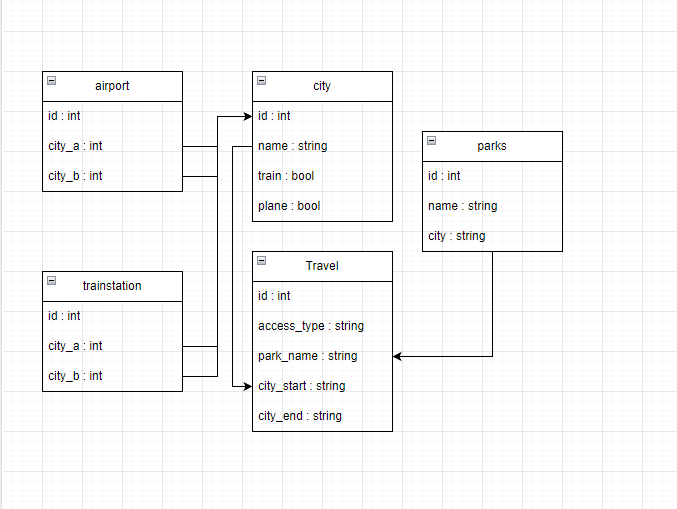 airport
id : int
city_a : int
city_b : int
city
id : int
name : string
train : bool
plane : bool
parks
id : int
name : string
city : string
trainstation
id : int
city_a : int
city_b : int
Travel
id : int
access_type : string
park_name : string
city_start : string
city_end : string